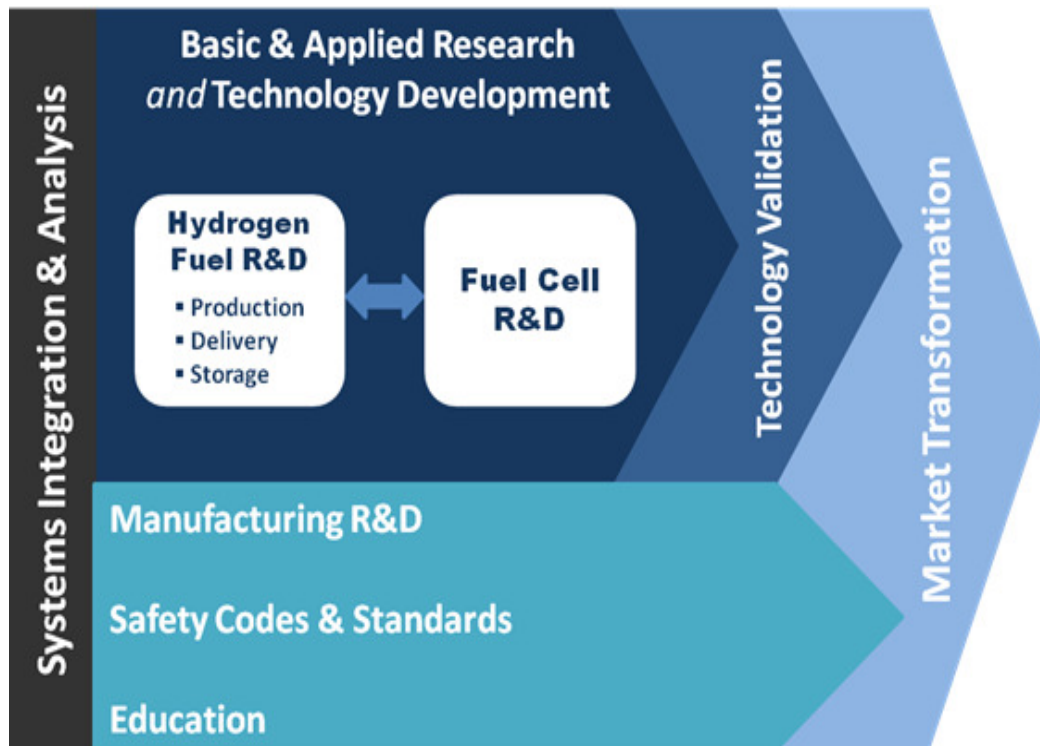 Systems Integration & Analysis
Basic & Applied Research
and Technology Development
Hydrogen
Fuel R&D
▪ Production
▪ Delivery
▪ Storage
Fuel Cell
R&D
Technology Validation
Market Transformation
Manufacturing R&D
Safety Codes & Standards
Education